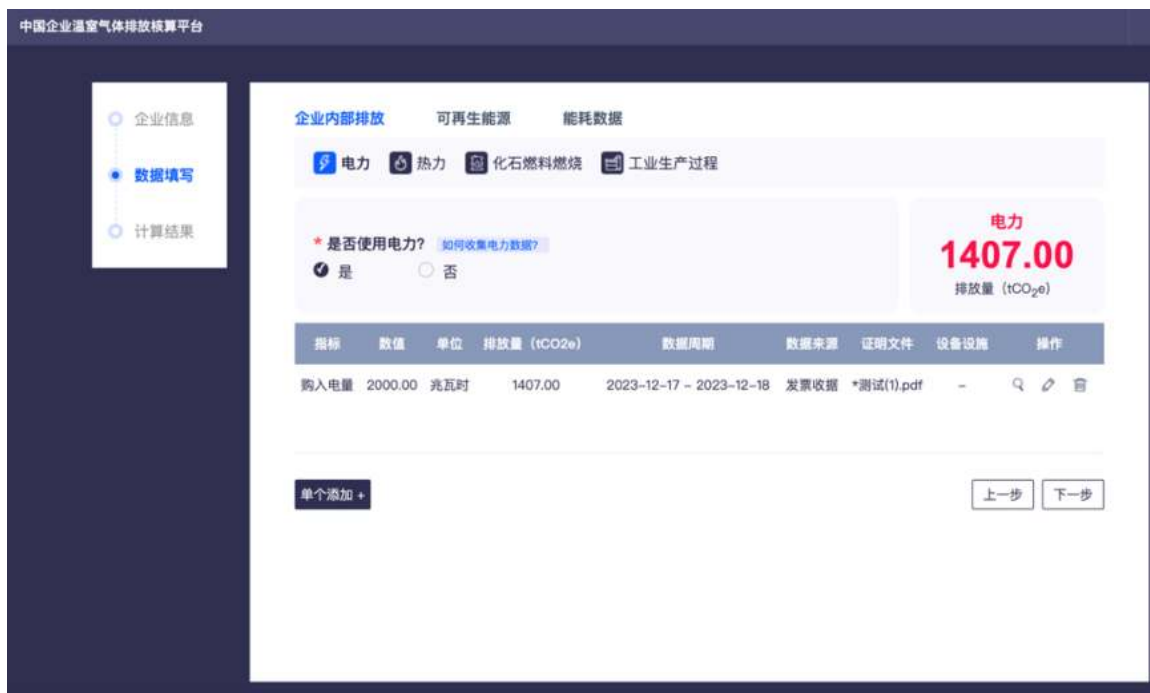 中国企业温室气体排放核算平台
企业信息
数据填写
计算结果
企业内部排放 可再生能源 能耗数据
电力 热力 化石燃料燃烧 工业生产过程
* 是否使用电力? 如何收集电力数据?
是 否
电力
1407.00
排放量（tCO₂e）
指标 数值 单位 排放量（tCO2e） 数据周期 数据来源 证明文件 设备设施 操作
购入电量 2000.00 兆瓦时 1407.00 2023-12-17 - 2023-12-18 发票收据 *测试(1).pdf -
单个添加 +
上一步 下一步